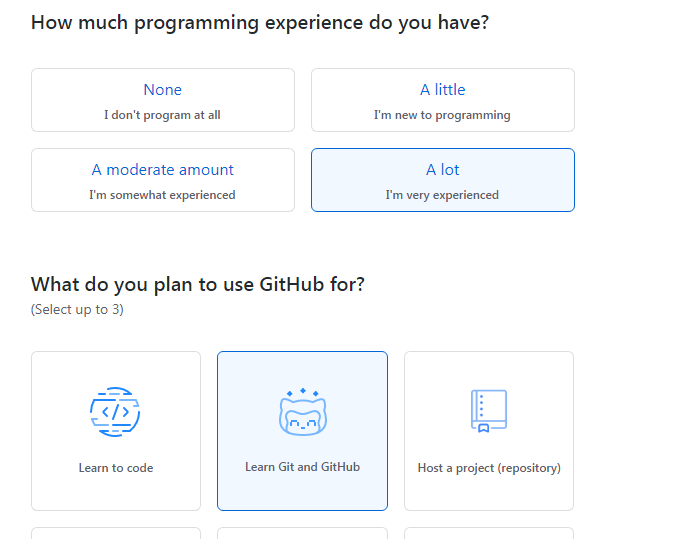 How much programming experience do you have?
None
I don't program at all
A little
I'm new to programming
A moderate amount
I'm somewhat experienced
A lot
I'm very experienced
What do you plan to use GitHub for?
(Select up to 3)
Learn to code
Learn Git and GitHub
Host a project (repository)